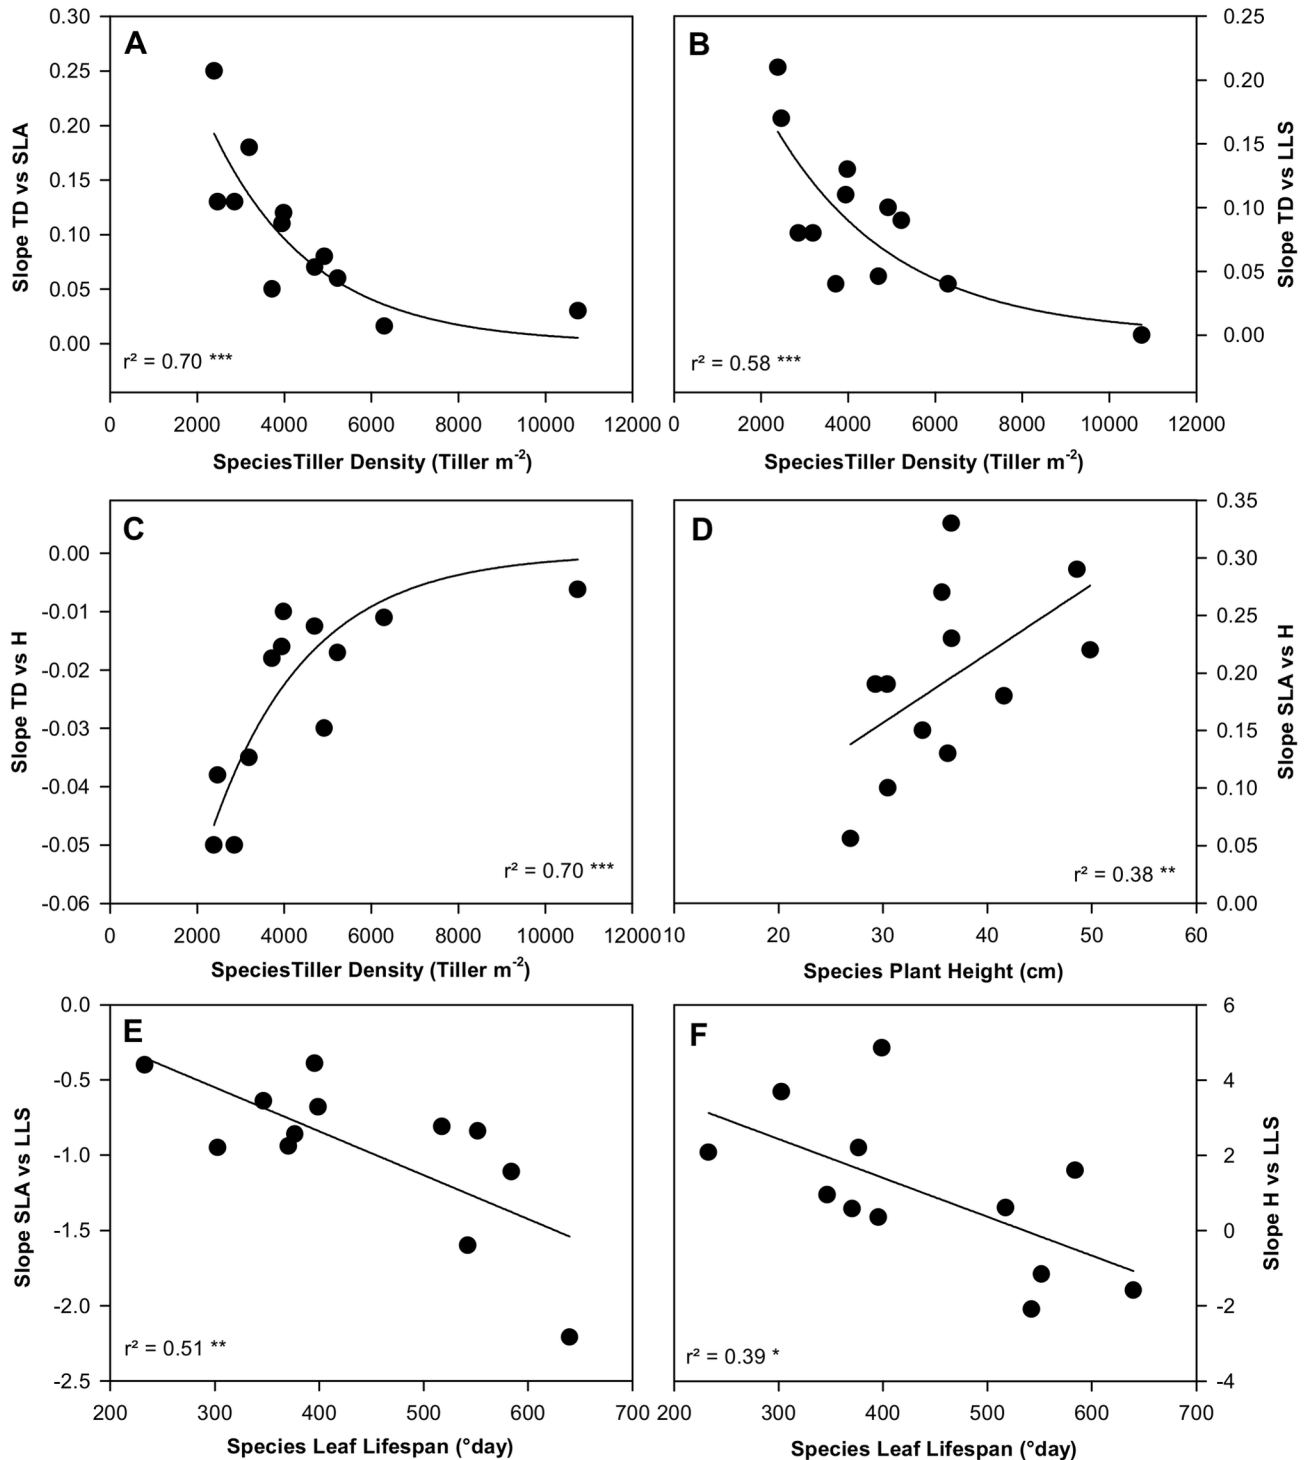 A
0.30
0.25
0.20
0.15
0.10
0.05
0.00
Slope TD vs SLA
r² = 0.70 ***
0 2000 4000 6000 8000 10000 12000
SpeciesTiller Density (Tiller m⁻²)
B
0.25
0.20
0.15
0.10
0.05
0.00
Slope TD vs LLS
r² = 0.58 ***
0 2000 4000 6000 8000 10000 12000
SpeciesTiller Density (Tiller m⁻²)
C
0.00
-0.01
-0.02
-0.03
-0.04
-0.05
-0.06
Slope TD vs H
r² = 0.70 ***
0 2000 4000 6000 8000 10000 12000
SpeciesTiller Density (Tiller m⁻²)
D
0.35
0.30
0.25
0.20
0.15
0.10
0.05
0.00
Slope SLA vs H
r² = 0.38 **
10 20 30 40 50 60
Species Plant Height (cm)
E
0.0
-0.5
-1.0
-1.5
-2.0
-2.5
Slope SLA vs LLS
r² = 0.51 **
200 300 400 500 600 700
Species Leaf Lifespan (°day)
F
6
4
2
0
-2
-4
Slope H vs LLS
r² = 0.39 *
200 300 400 500 600 700
Species Leaf Lifespan (°day)